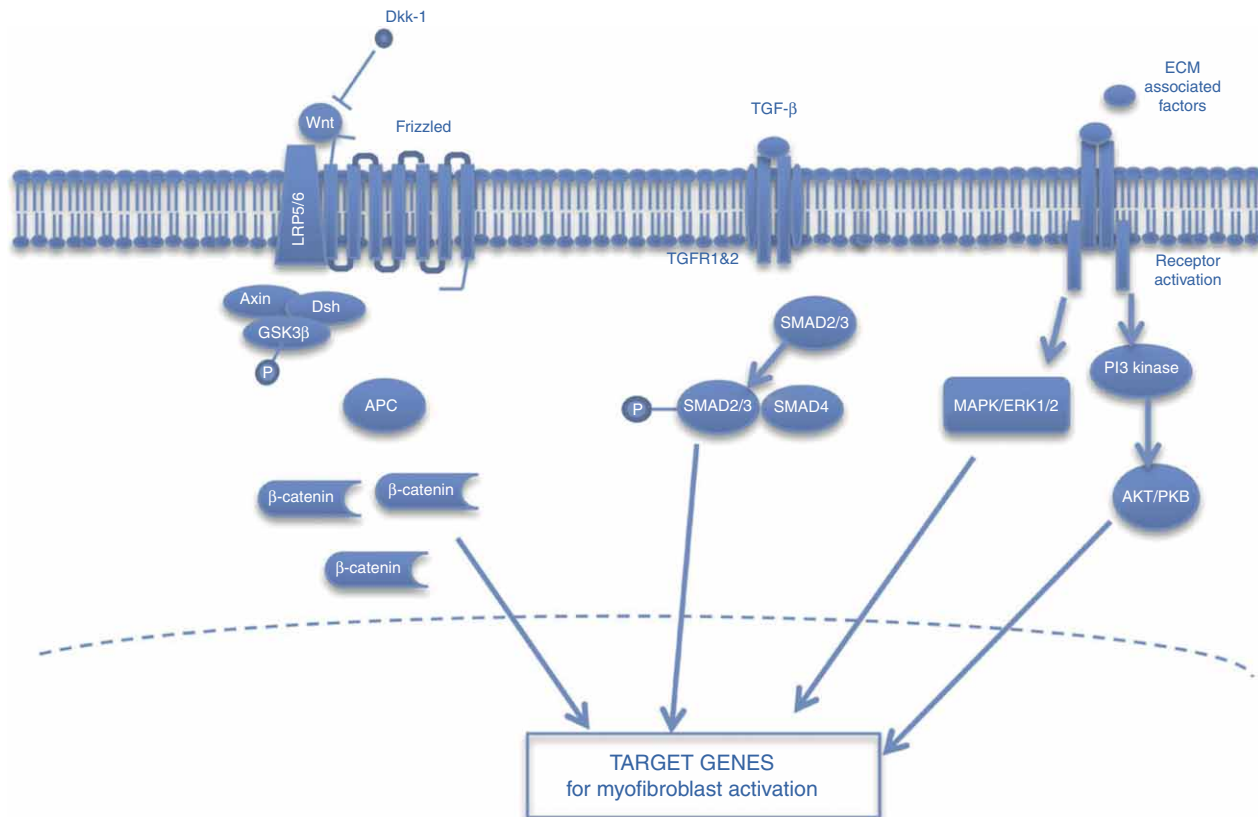 Dkk-1
Wnt
Frizzled
LRP5/6
TGF-β
TGFR1&2
ECM
associated
factors
Receptor
activation
Axin
Dsh
GSK3β
P
APC
β-catenin
β-catenin
β-catenin
SMAD2/3
P
SMAD2/3
SMAD4
MAPK/ERK1/2
PI3 kinase
AKT/PKB
TARGET GENES
for myofibroblast activation